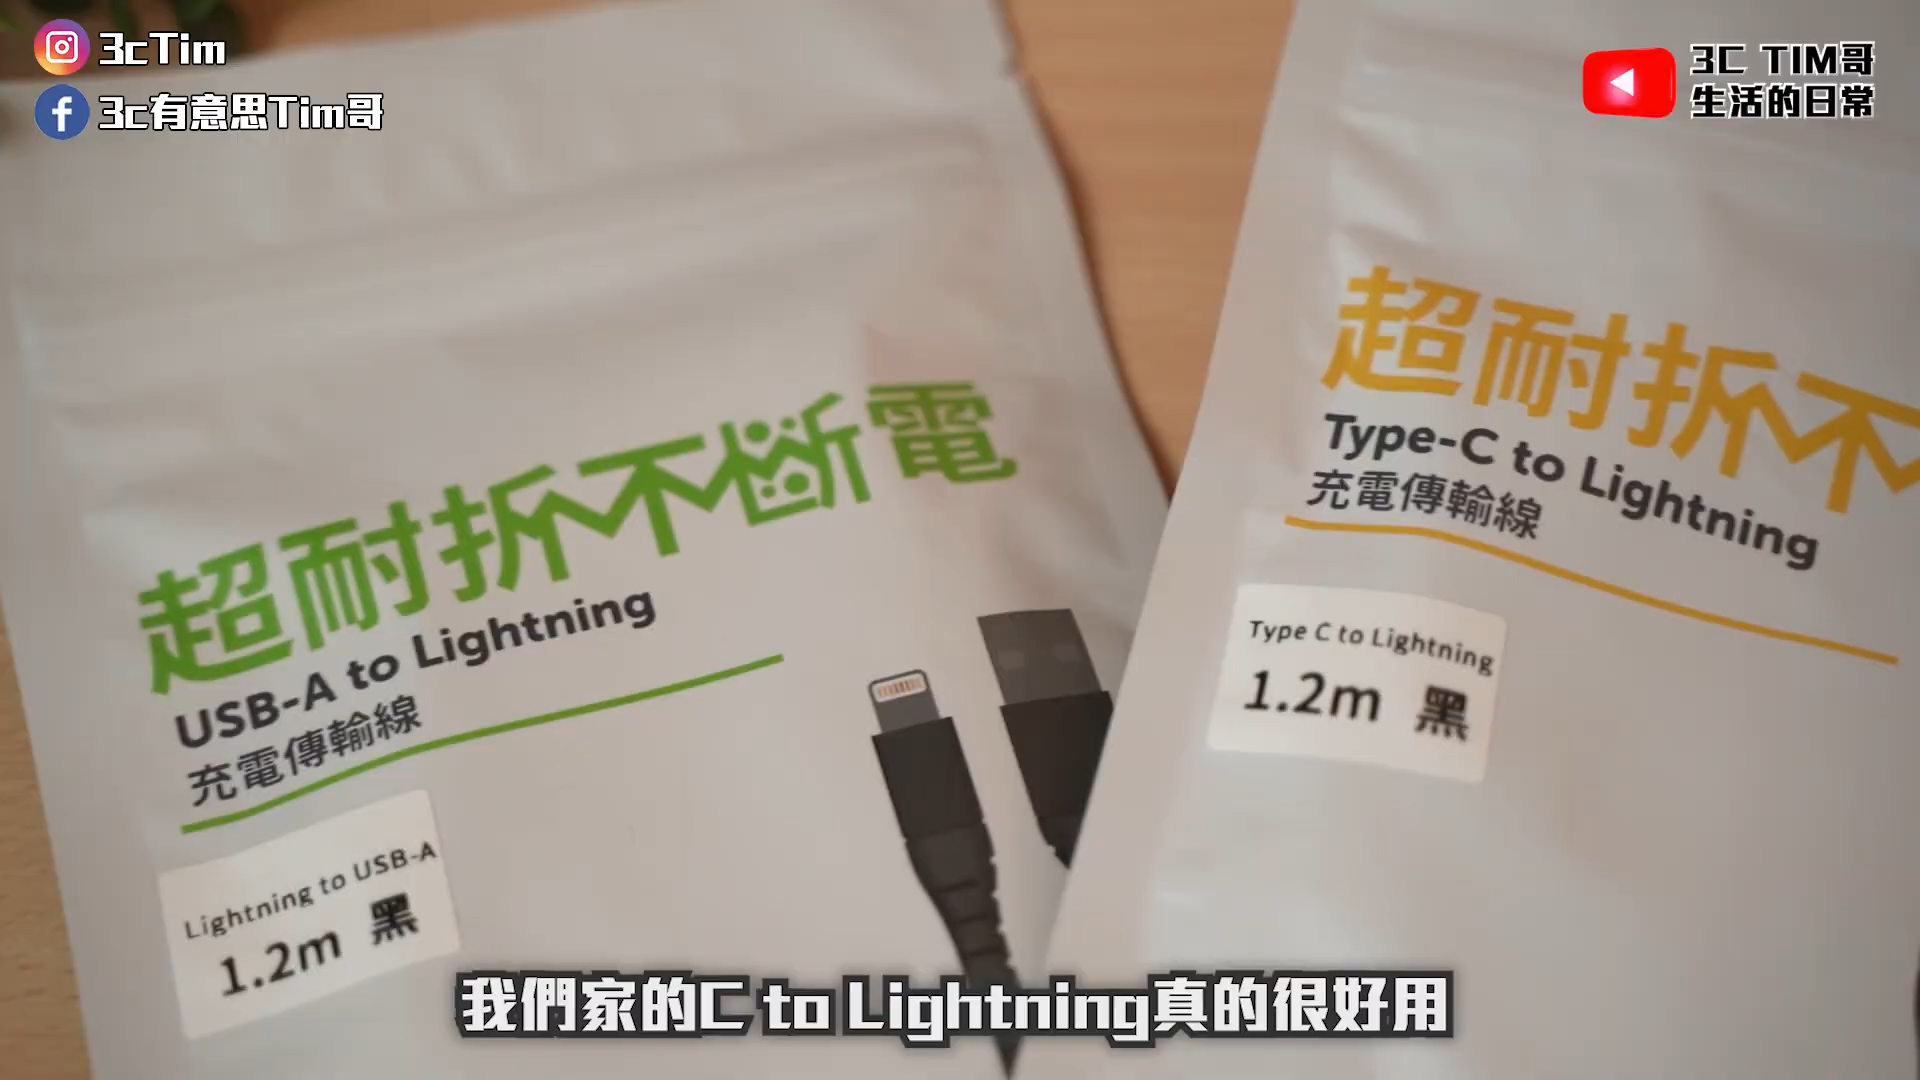 3cTim
3c有意思Tim哥
3C TIM哥
生活的日常
超耐折不斷電
USB-A to Lightning
充電傳輸線
Lightning to USB-A
1.2m 黑
超耐折不
Type-C to Lightning
充電傳輸線
Type C to Lightning
1.2m 黑
我們家的C to Lightning真的很好用